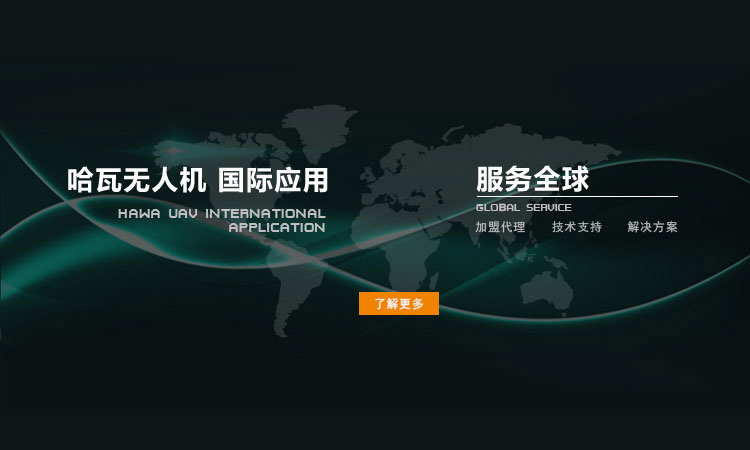 哈瓦无人机 国际应用
HAWA UAV INTERNATIONAL
APPLICATION
服务全球
GLOBAL SERVICE
加盟代理 技术支持 解决方案
了解更多